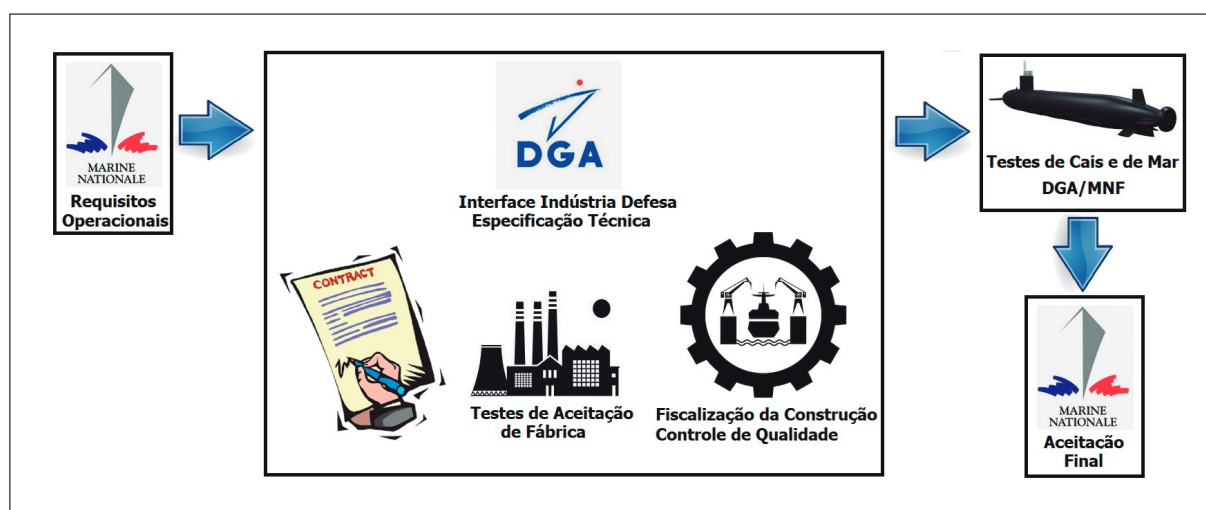 MARINE
NATIONALE
Requisitos
Operacionais
DGA
Interface Indústria Defesa
Especificação Técnica
CONTRACT
Testes de Aceitação
de Fábrica
Fiscalização da Construção
Controle de Qualidade
Testes de Cais e de Mar
DGA/MNF
MARINE
NATIONALE
Aceitação
Final